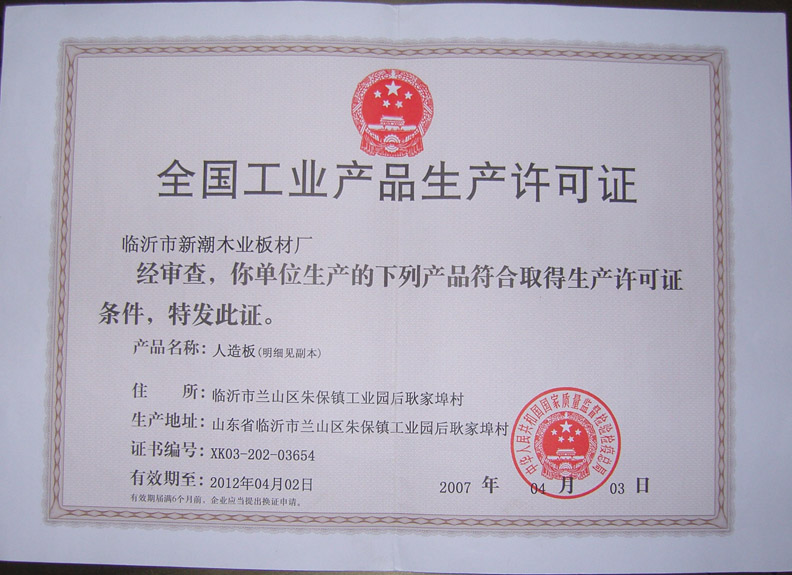 全国工业产品生产许可证
临沂市新潮木业板材厂
经审查，你单位生产的下列产品符合取得生产许可证
条件，特发此证。
产品名称：人造板(明细见副本)
住 所：临沂市兰山区朱保镇工业园后耿家埠村
生产地址：山东省临沂市兰山区朱保镇工业园后耿家埠村
证书编号：XK03-202-03654
有效期至：2012年04月02日
有效期届满6个月前，企业应当提出换证申请。
中华人民共和国国家质量监督检验检疫总局
2007 年 04 月 03 日